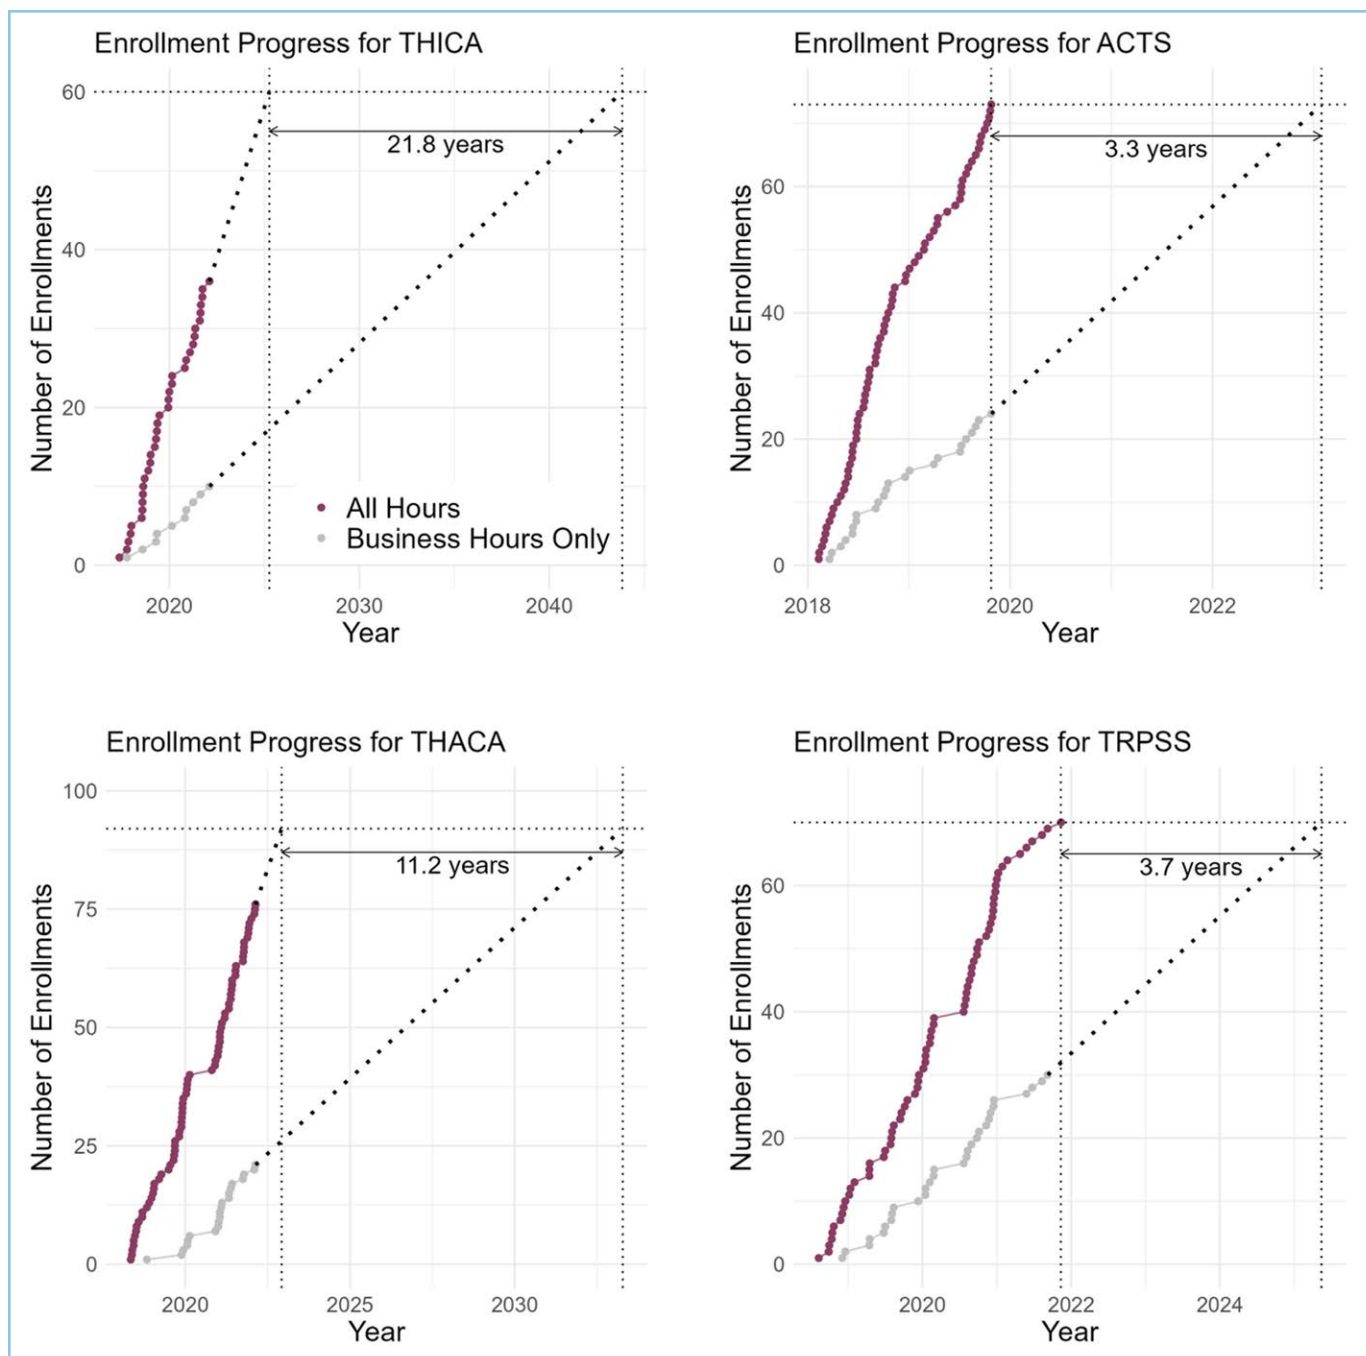 Enrollment Progress for THICA
60
40
20
0
Number of Enrollments
21.8 years
All Hours
Business Hours Only
2020 2030 2040
Year
Enrollment Progress for ACTS
60
40
20
0
Number of Enrollments
3.3 years
2018 2020 2022
Year
Enrollment Progress for THACA
100
75
50
25
0
Number of Enrollments
11.2 years
2020 2025 2030
Year
Enrollment Progress for TRPSS
60
40
20
0
Number of Enrollments
3.7 years
2020 2022 2024
Year